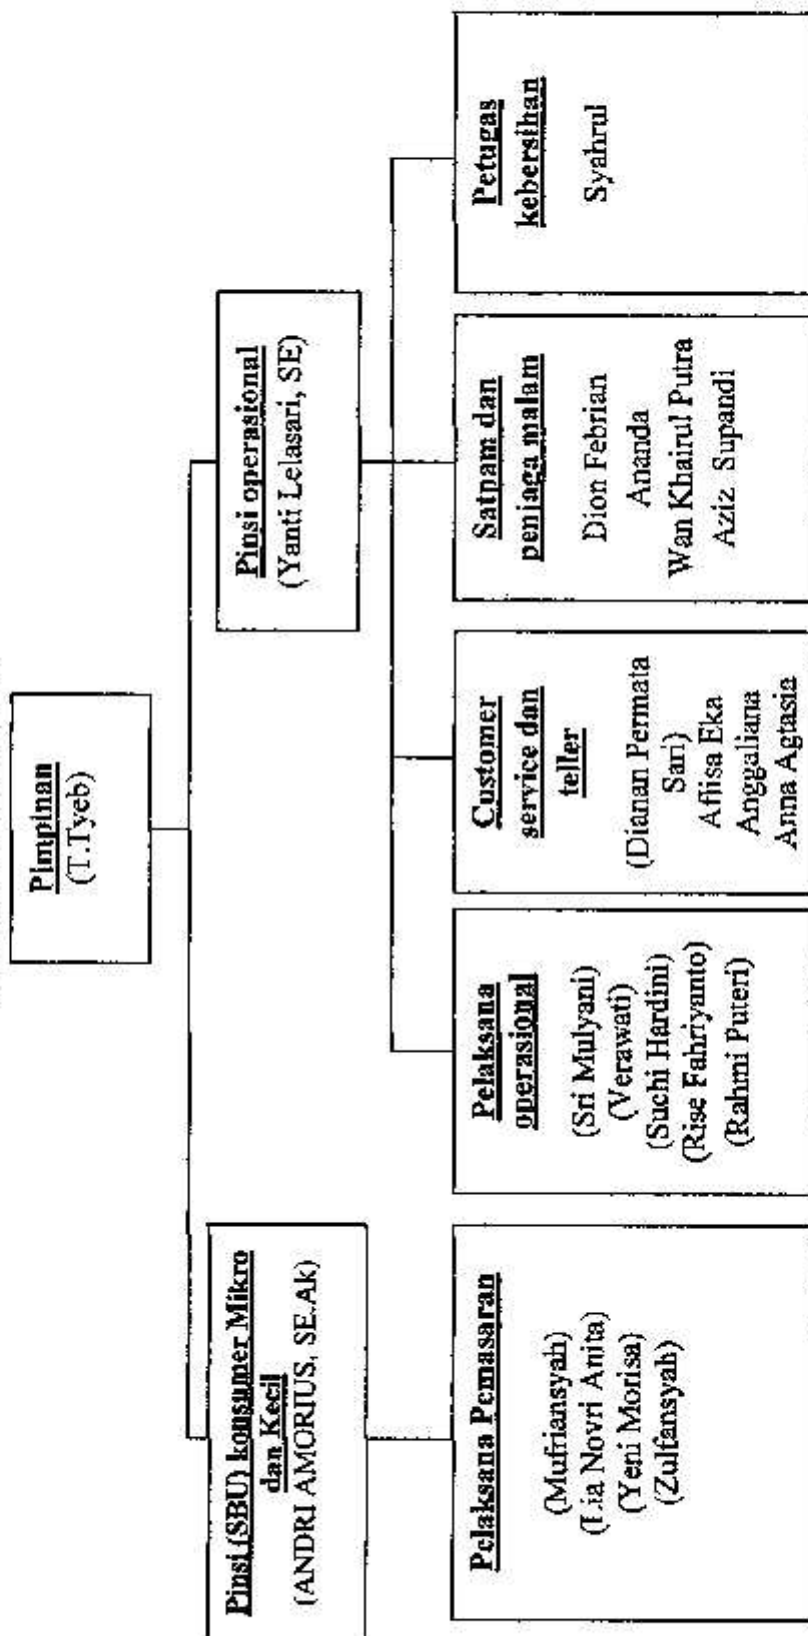 Pimpinan
(T.Tyeb)
Pinsi (SBU) konsumer Mikro
dan Kecil
(ANDRI AMORIUS, SE.Ak)
Pinsi operasional
(Yanti Lelasari, SE)
Pelaksana Pemasaran
(Mufriansyah)
(Lia Novri Anita)
(Yeni Morisa)
(Zulfansyah)
Pelaksana
operasional
(Sri Mulyani)
(Verawati)
(Suchi Hardini)
(Rise Fahriyanto)
(Rahmi Puteri)
Customer
service dan
teller
(Dianan Permata
Sari)
Aflisa Eka
Anggaliana
Anna Agtasia
Satpam dan
penjaga malam
Dion Febrian
Ananda
Wan Khairul Putra
Aziz Supandi
Petugas
kebersihan
Syahrul